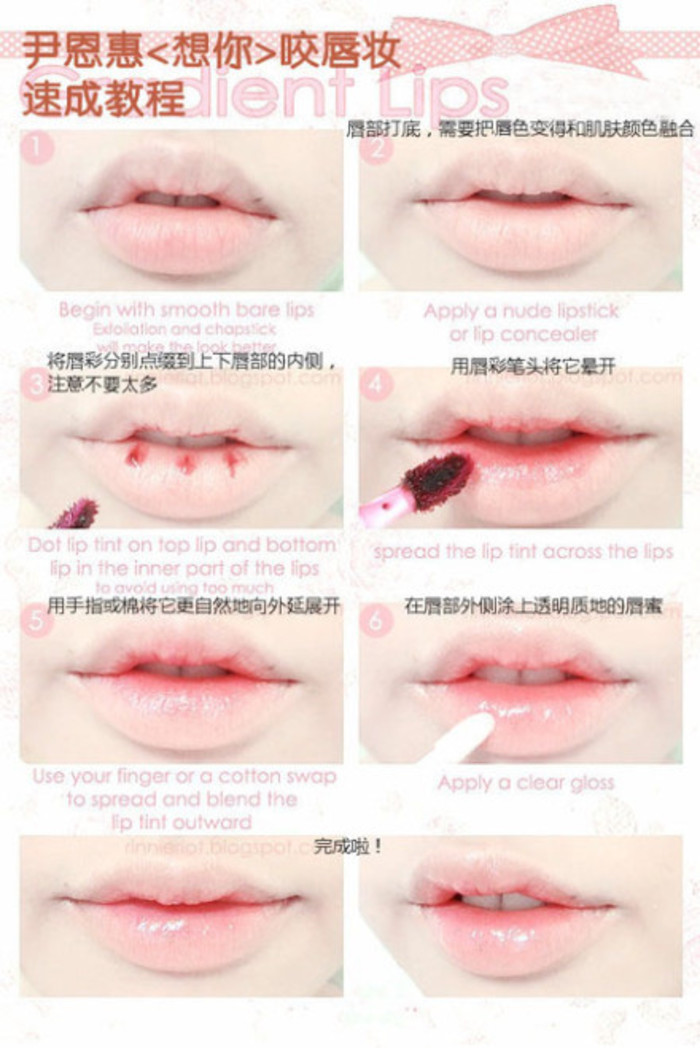 尹恩惠<想你>咬唇妆
速成教程
Gradient Lips
唇部打底，需要把唇色变得和肌肤颜色融合
1
2
Begin with smooth bare lips
Exfoliation and chapstick
will make the look better
Apply a nude lipstick
or lip concealer
将唇彩分别点缀到上下唇部的内侧，
注意不要太多
用唇彩笔头将它晕开
3
4
Dot lip tint on top lip and bottom
lip in the inner part of the lips
to avoid using too much
spread the lip tint across the lips
用手指或棉将它更自然地向外延展开
在唇部外侧涂上透明质地的唇蜜
5
6
Use your finger or a cotton swap
to spread and blend the
lip tint outward
Apply a clear gloss
rinnieriot.blogspot.c
完成啦！